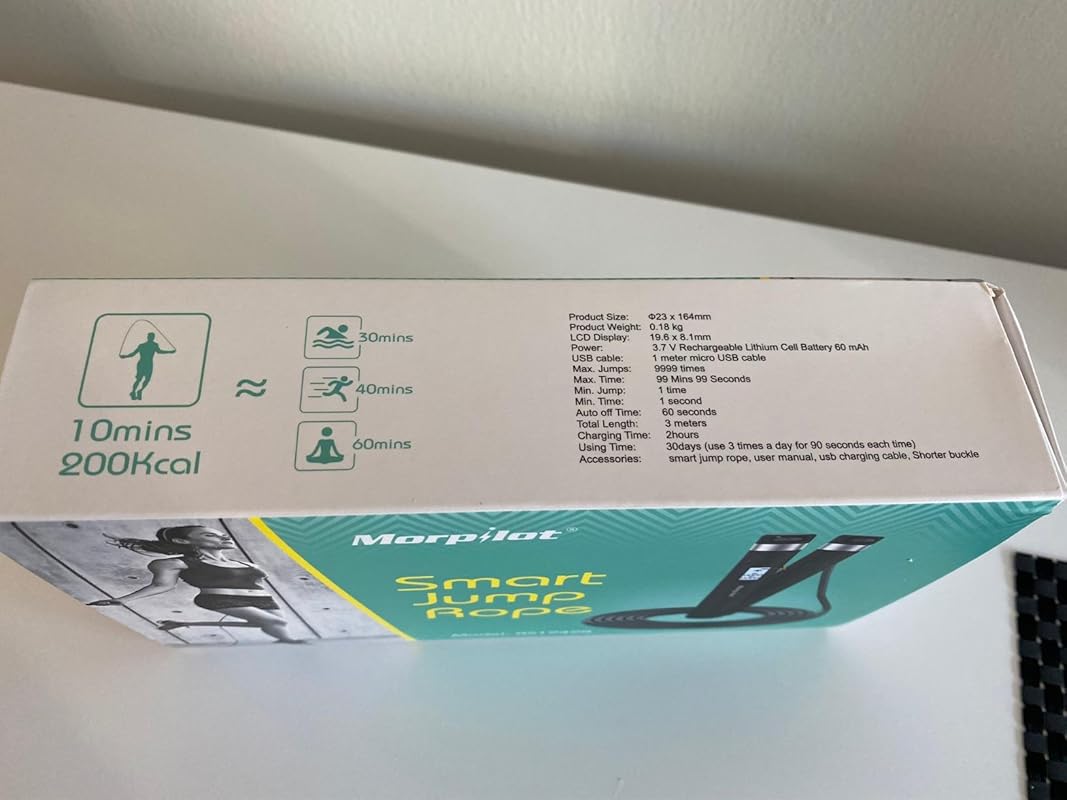 10mins
200Kcal
≈
30mins
40mins
60mins
Product Size: Φ23 x 164mm
Product Weight: 0.18 kg
LCD Display: 19.6 x 8.1mm
Power: 3.7 V Rechargeable Lithium Cell Battery 60 mAh
USB cable: 1 meter micro USB cable
Max. Jumps: 9999 times
Max. Time: 99 Mins 99 Seconds
Min. Jump: 1 time
Min. Time: 1 second
Auto off Time: 60 seconds
Total Length: 3 meters
Charging Time: 2hours
Using Time: 30days (use 3 times a day for 90 seconds each time)
Accessories: smart jump rope, user manual, usb charging cable, Shorter buckle
Morpilot®
Smart
Jump
Rope